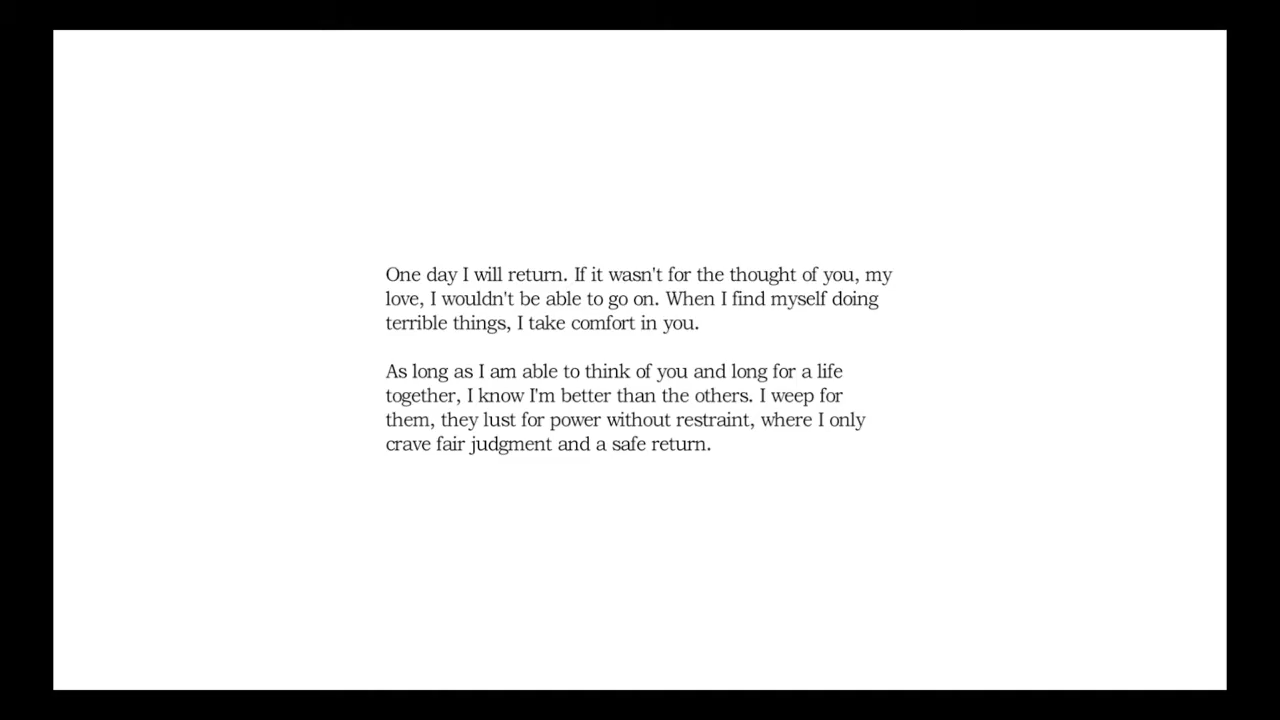 One day I will return. If it wasn't for the thought of you, my
love, I wouldn't be able to go on. When I find myself doing
terrible things, I take comfort in you.
As long as I am able to think of you and long for a life
together, I know I'm better than the others. I weep for
them, they lust for power without restraint, where I only
crave fair judgment and a safe return.